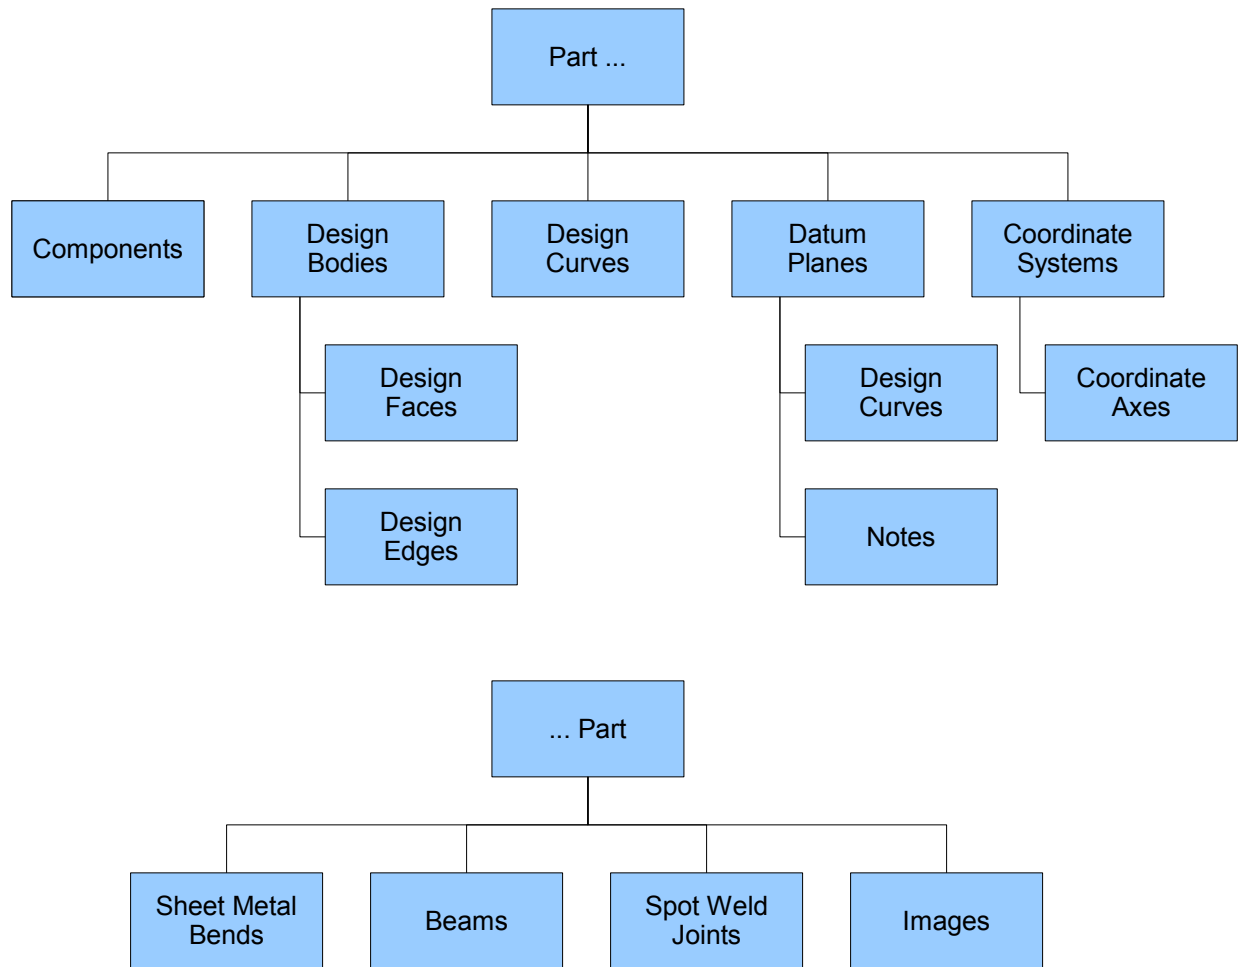 Part ...
Components
Design
Bodies
Design
Curves
Datum
Planes
Coordinate
Systems
Design
Faces
Design
Curves
Coordinate
Axes
Design
Edges
Notes
... Part
Sheet Metal
Bends
Beams
Spot Weld
Joints
Images